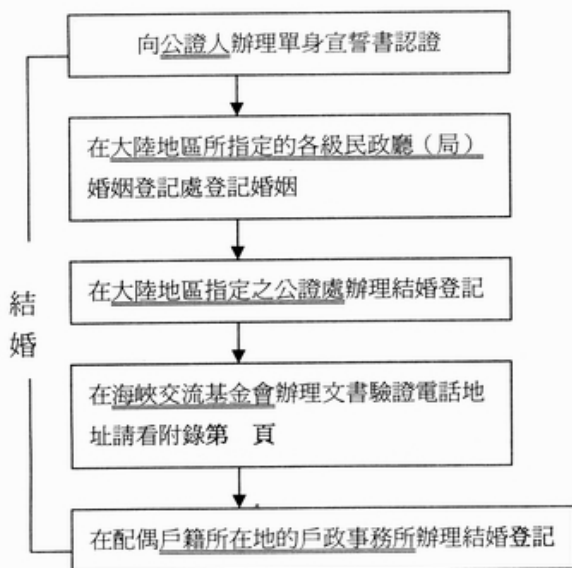 向公證人辦理單身宣誓書認證
在大陸地區所指定的各級民政廳（局）
婚姻登記處登記婚姻
結婚
在大陸地區指定之公證處辦理結婚登記
在海峽交流基金會辦理文書驗證電話地
址請看附錄第　頁
在配偶戶籍所在地的戶政事務所辦理結婚登記